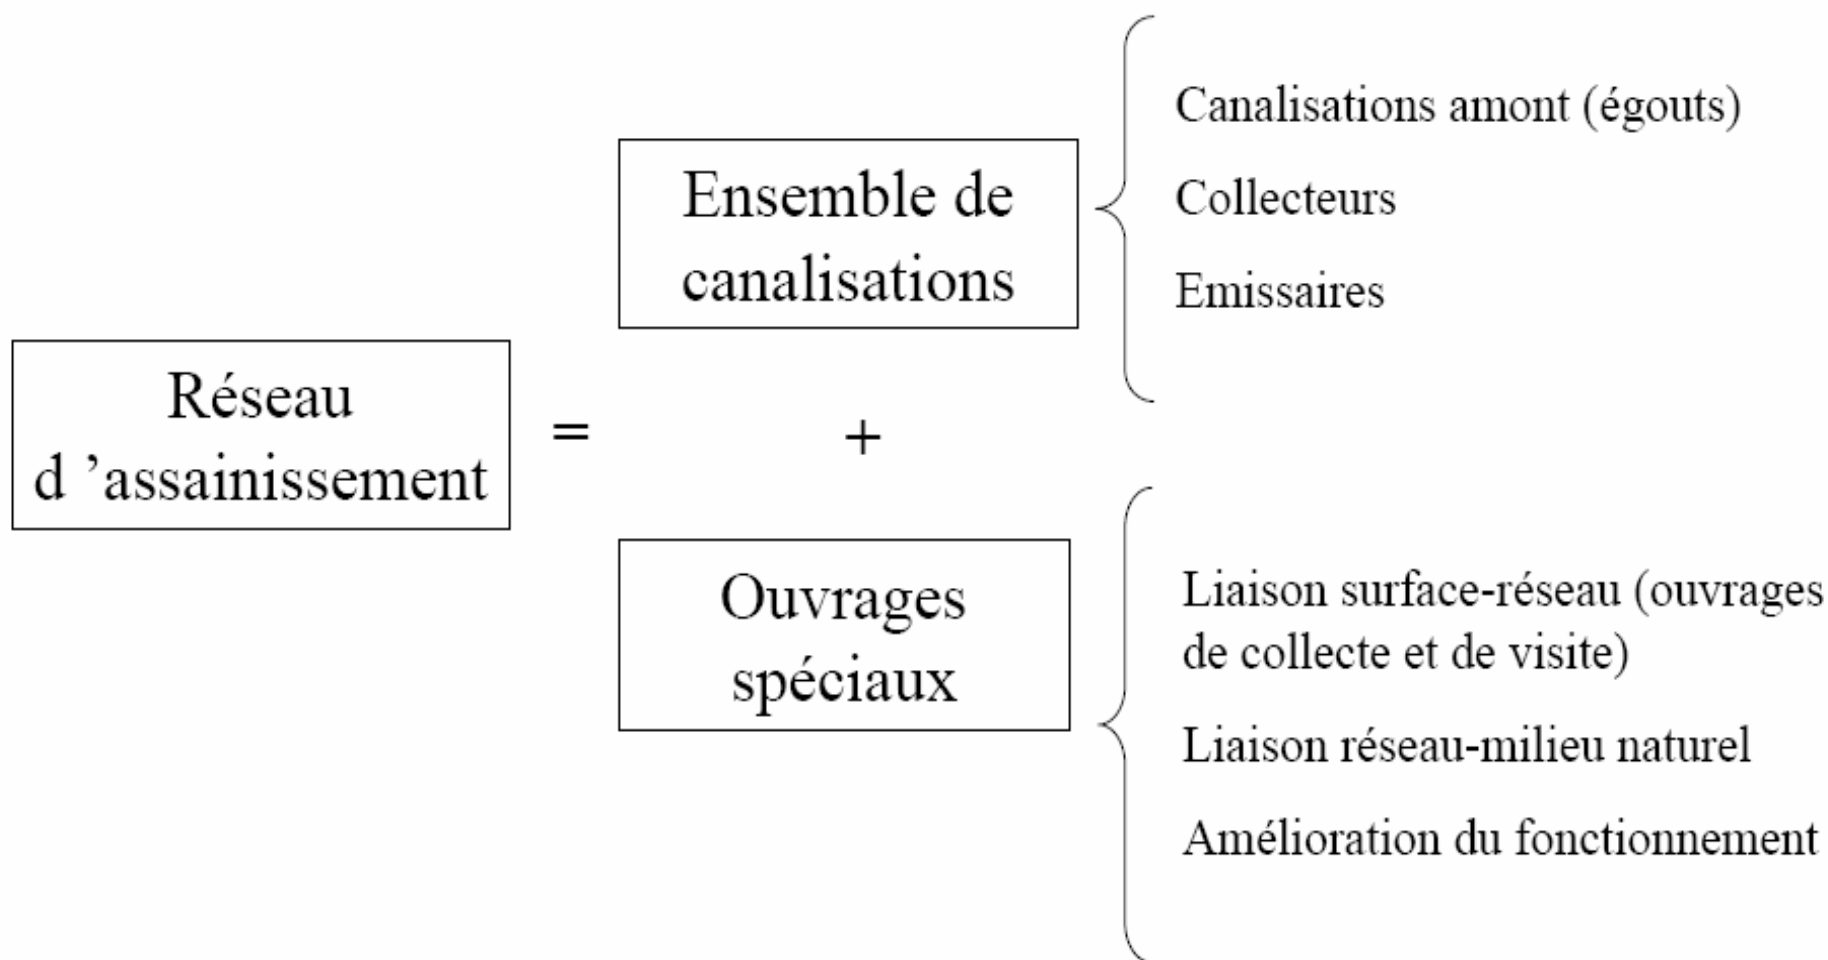 Réseau
d ’assainissement
=
Ensemble de
canalisations
Canalisations amont (égouts)
Collecteurs
Emissaires
+
Ouvrages
spéciaux
Liaison surface-réseau (ouvrages
de collecte et de visite)
Liaison réseau-milieu naturel
Amélioration du fonctionnement